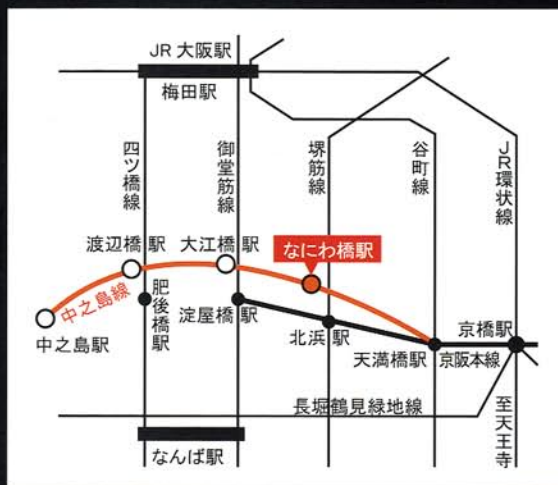 JR大阪駅
梅田駅
四ツ橋線
御堂筋線
堺筋線
谷町線
JR環状線
渡辺橋駅
大江橋駅
なにわ橋駅
中之島線
中之島駅
肥後橋駅
淀屋橋駅
北浜駅
天満橋駅
京阪本線
京橋駅
長堀鶴見緑地線
至天王寺
なんば駅